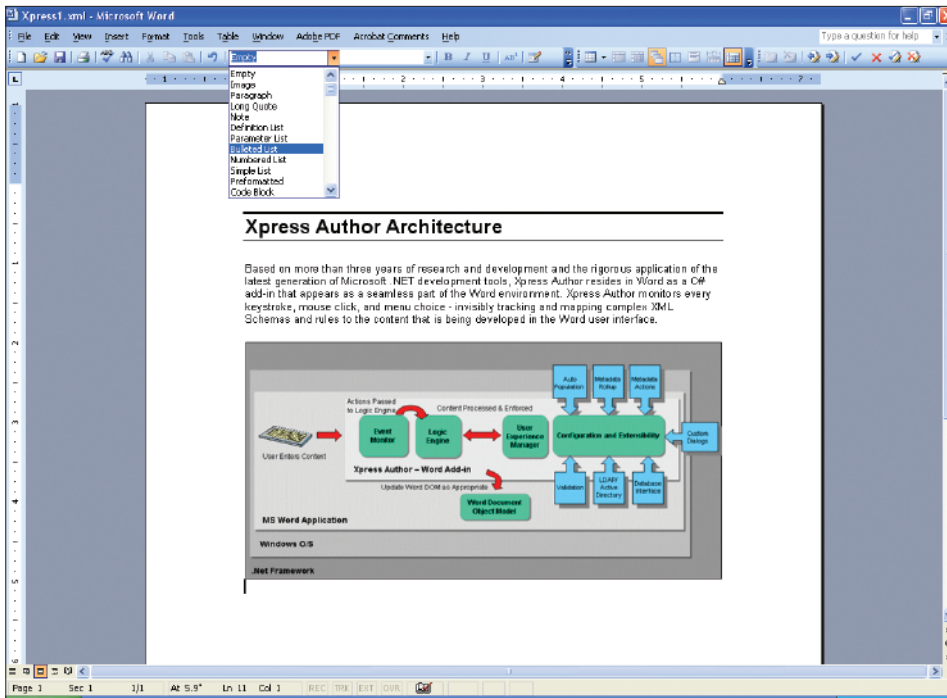 Xpress1.xml - Microsoft Word
File Edit View Insert Format Tools Table Window Adobe PDF Acrobat Comments Help
Type a question for help
Empty
B I U
Empty
Image
Paragraph
Long Quote
Note
Definition List
Parameter List
Bulleted List
Numbered List
Simple List
Preformatted
Code Block
1 2 3 4 5 7
Xpress Author Architecture
Based on more than three years of research and development and the rigorous application of the
latest generation of Microsoft .NET development tools, Xpress Author resides in Word as a C#
add-in that appears as a seamless part of the Word environment. Xpress Author monitors every
keystroke, mouse click, and menu choice - invisibly tracking and mapping complex XML
Schemas and rules to the content that is being developed in the Word user interface.
Auto
Population
Metadata
Rollup
Metadata
Actions
Actions Passed
to Logic Engine
Content Processed & Enforced
Event
Monitor
Logic
Engine
User
Experience
Manager
Configuration and Extensibility
Custom
Dialogs
User Enters Content
Xpress Author – Word Add-in
Validation
LDAP/
Active
Directory
Database
Interface
Update Word DOM as Appropriate
Word Document
Object Model
MS Word Application
Windows O/S
.Net Framework
Page 1 Sec 1 1/1 At 5.9" Ln 11 Col 1 REC TRK EXT OVR